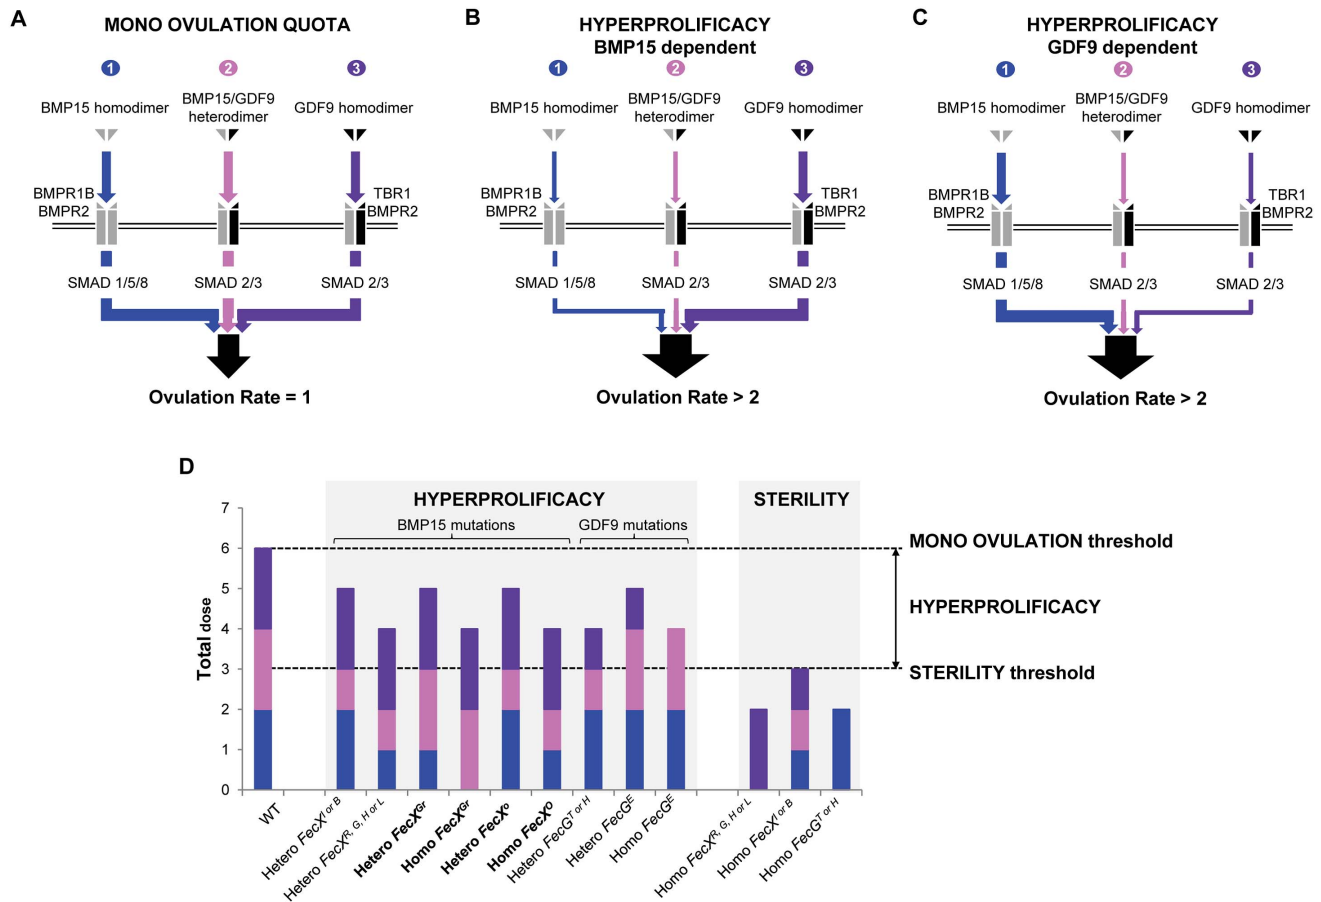 A
MONO OVULATION QUOTA
1
2
3
BMP15 homodimer
BMP15/GDF9
heterodimer
GDF9 homodimer
BMPR1B
BMPR2
TBR1
BMPR2
SMAD 1/5/8
SMAD 2/3
SMAD 2/3
Ovulation Rate = 1
B
HYPERPROLIFICACY
BMP15 dependent
1
2
3
BMP15 homodimer
BMP15/GDF9
heterodimer
GDF9 homodimer
BMPR1B
BMPR2
TBR1
BMPR2
SMAD 1/5/8
SMAD 2/3
SMAD 2/3
Ovulation Rate > 2
C
HYPERPROLIFICACY
GDF9 dependent
1
2
3
BMP15 homodimer
BMP15/GDF9
heterodimer
GDF9 homodimer
BMPR1B
BMPR2
TBR1
BMPR2
SMAD 1/5/8
SMAD 2/3
SMAD 2/3
Ovulation Rate > 2
D
HYPERPROLIFICACY
STERILITY
BMP15 mutations
GDF9 mutations
Total dose
7
6
5
4
3
2
1
0
MONO OVULATION threshold
HYPERPROLIFICACY
STERILITY threshold
WT
Hetero FecX^I or B
Hetero FecX^R, G, H or L
Hetero FecX^Gr
Homo FecX^Gr
Hetero FecX^o
Homo FecX^O
Hetero FecG^T or H
Hetero FecG^E
Homo FecG^E
Homo FecX^R, G, H or L
Homo FecX^I or B
Homo FecG^T or H